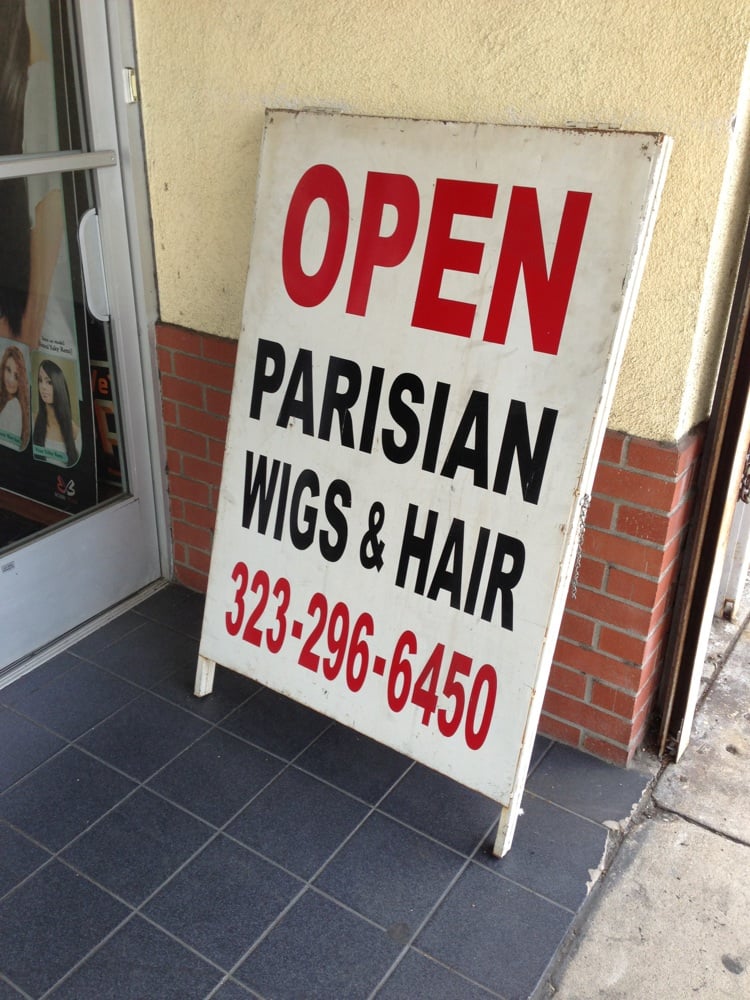 OPEN
PARISIAN
WIGS & HAIR
323-296-6450